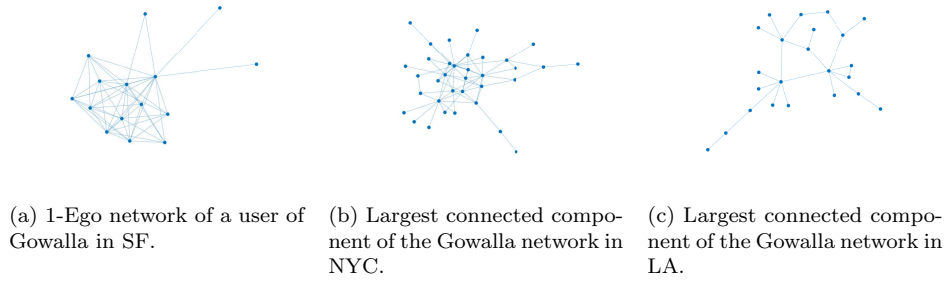 (a) 1-Ego network of a user of
Gowalla in SF.
(b) Largest connected compo-
nent of the Gowalla network in
NYC.
(c) Largest connected compo-
nent of the Gowalla network in
LA.